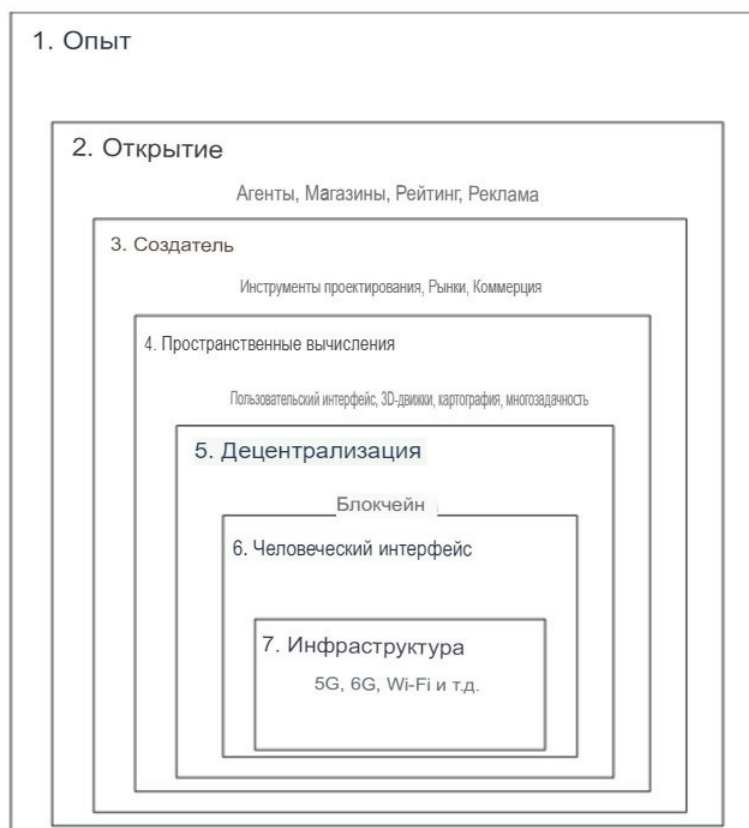 1. Опыт
2. Открытие
Агенты, Магазины, Рейтинг, Реклама
3. Создатель
Инструменты проектирования, Рынки, Коммерция
4. Пространственные вычисления
Пользовательский интерфейс, 3D-движки, картография, многозадачность
5. Децентрализация
Блокчейн
6. Человеческий интерфейс
7. Инфраструктура
5G, 6G, Wi-Fi и т.д.